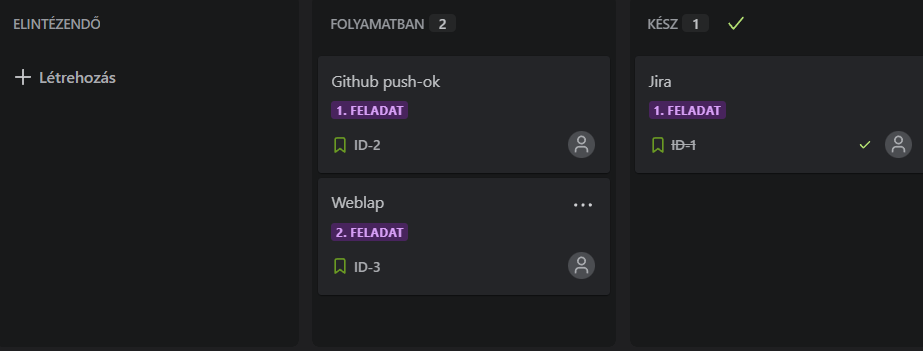 ELINTÉZENDŐ
Létrehozás
FOLYAMATBAN 2
Github push-ok
1. FELADAT
ID-2
Weblap
2. FELADAT
ID-3
KÉSZ 1
Jira
1. FELADAT
ID-1